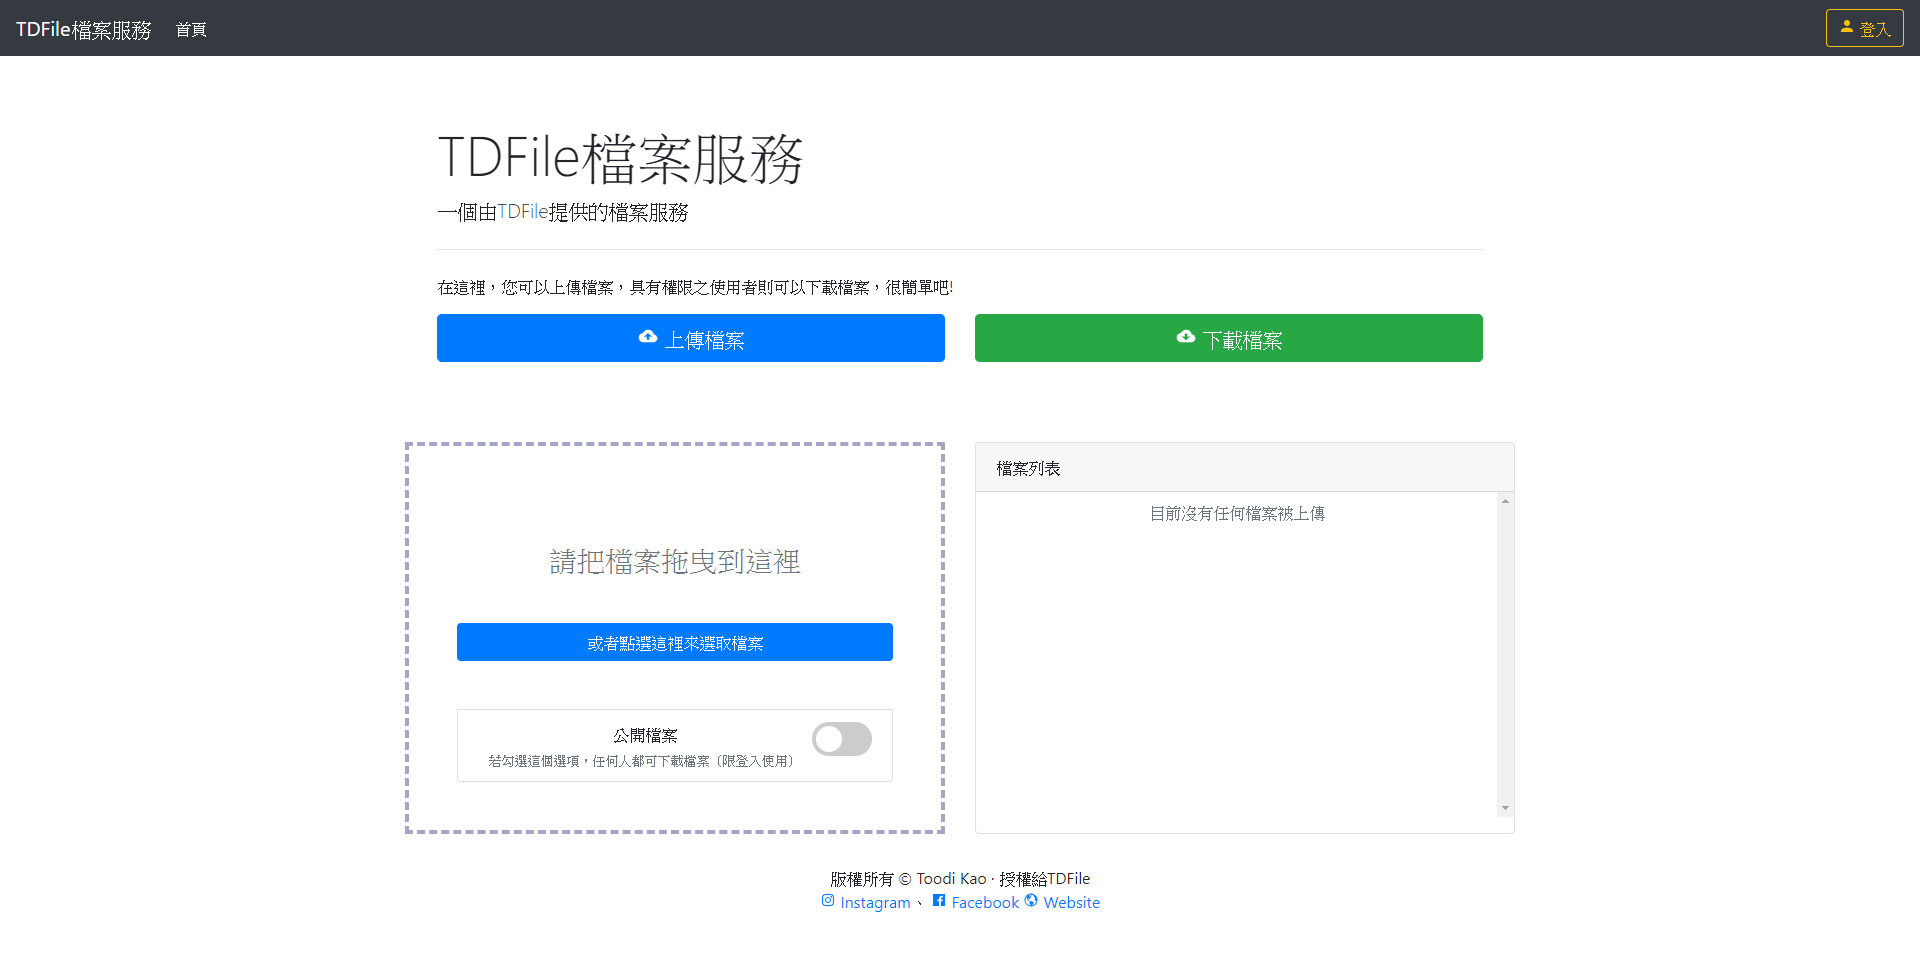 TDFile檔案服務 首頁 登入
TDFile檔案服務
一個由TDFile提供的檔案服務
在這裡，您可以上傳檔案，具有權限之使用者則可以下載檔案，很簡單吧!
上傳檔案
下載檔案
請把檔案拖曳到這裡
或者點選這裡來選取檔案
公開檔案
若勾選這個選項，任何人都可下載檔案（限登入使用）
檔案列表
目前沒有任何檔案被上傳
版權所有 © Toodi Kao · 授權給TDFile
Instagram、 Facebook Website